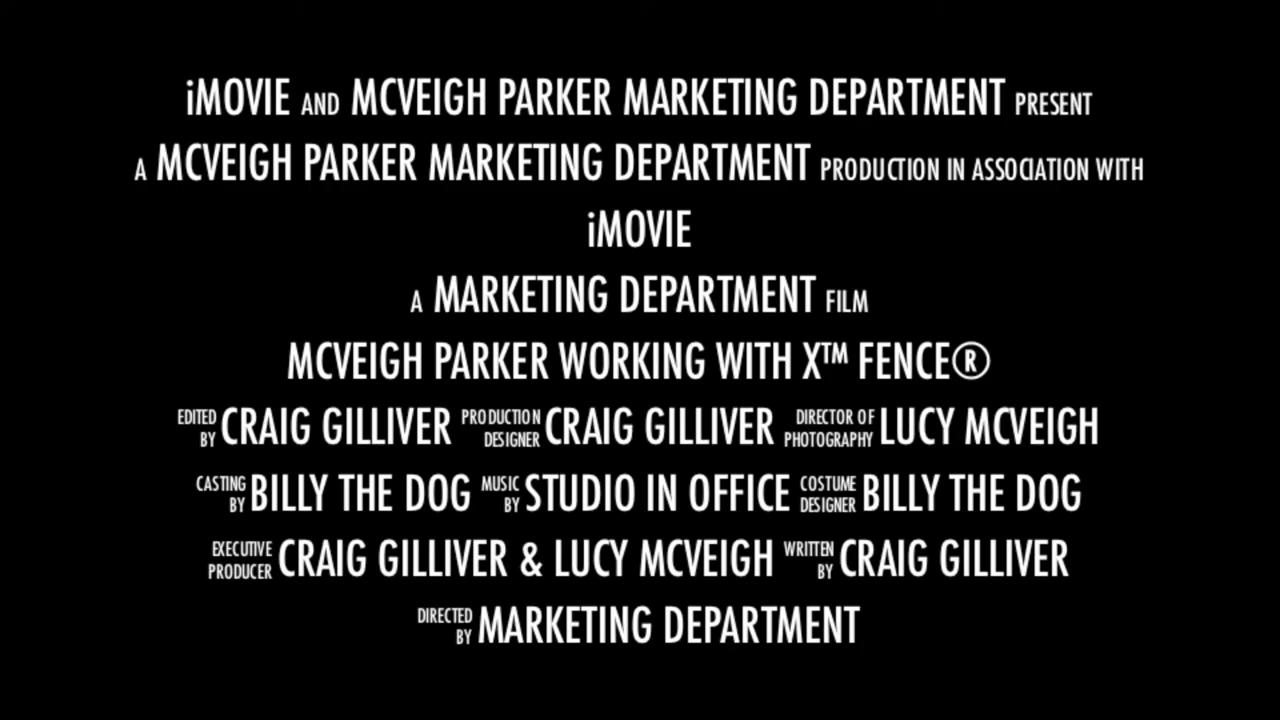 iMOVIE AND MCVEIGH PARKER MARKETING DEPARTMENT PRESENT
A MCVEIGH PARKER MARKETING DEPARTMENT PRODUCTION IN ASSOCIATION WITH
iMOVIE
A MARKETING DEPARTMENT FILM
MCVEIGH PARKER WORKING WITH X™ FENCE®
EDITED BY CRAIG GILLIVER PRODUCTION DESIGNER CRAIG GILLIVER DIRECTOR OF PHOTOGRAPHY LUCY MCVEIGH
CASTING BY BILLY THE DOG MUSIC BY STUDIO IN OFFICE COSTUME DESIGNER BILLY THE DOG
EXECUTIVE PRODUCER CRAIG GILLIVER & LUCY MCVEIGH WRITTEN BY CRAIG GILLIVER
DIRECTED BY MARKETING DEPARTMENT